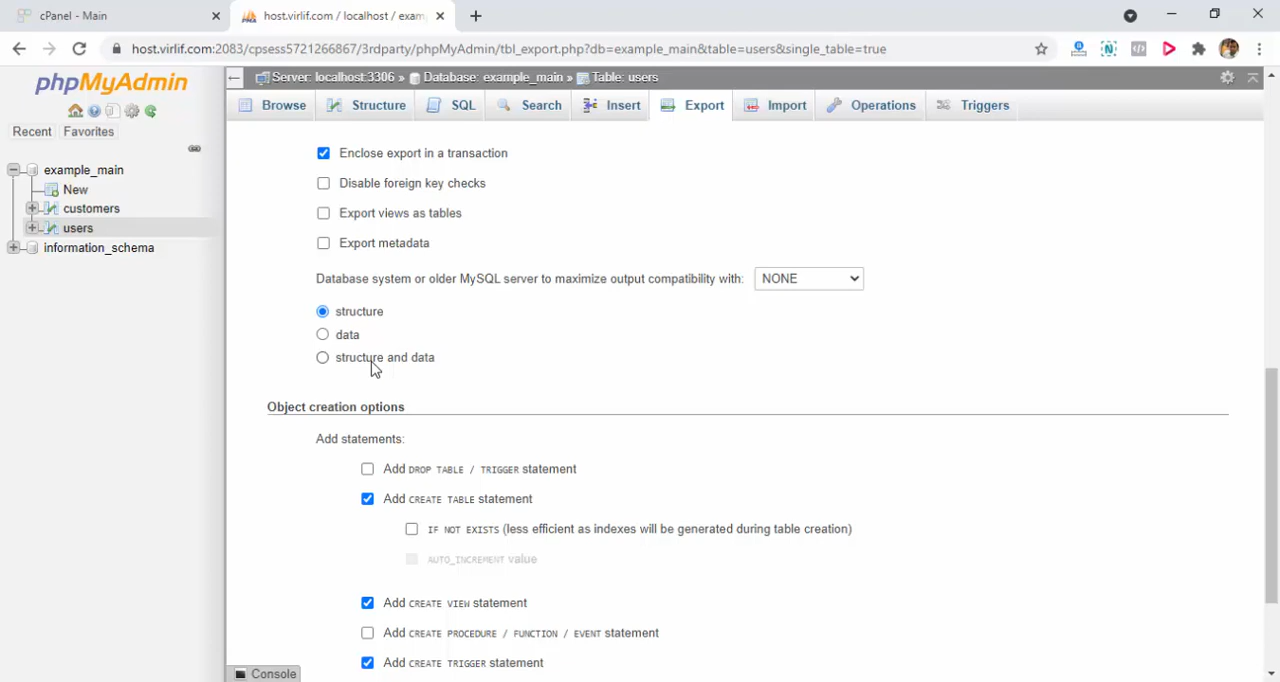 cPanel - Main
host.virlif.com / localhost / exam
host.virlif.com:2083/cpsess5721266867/3rdparty/phpMyAdmin/tbl_export.php?db=example_main&table=users&single_table=true
phpMyAdmin
Recent Favorites
example_main
New
customers
users
information_schema
Server: localhost:3306 » Database: example_main » Table: users
Browse Structure SQL Search Insert Export Import Operations Triggers
Enclose export in a transaction
Disable foreign key checks
Export views as tables
Export metadata
Database system or older MySQL server to maximize output compatibility with: NONE
structure
data
structure and data
Object creation options
Add statements:
Add DROP TABLE / TRIGGER statement
Add CREATE TABLE statement
IF NOT EXISTS (less efficient as indexes will be generated during table creation)
AUTO_INCREMENT value
Add CREATE VIEW statement
Add CREATE PROCEDURE / FUNCTION / EVENT statement
Add CREATE TRIGGER statement
Console